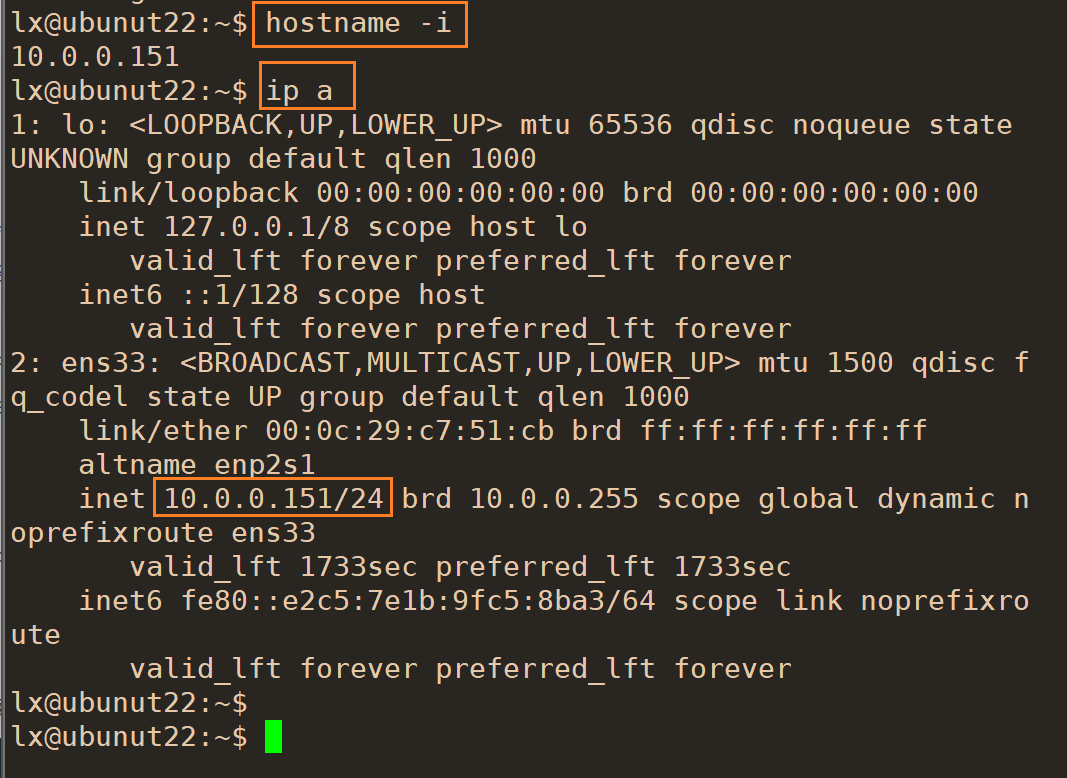 lx@ubunut22:~$ hostname -i
10.0.0.151
lx@ubunut22:~$ ip a
1: lo: <LOOPBACK,UP,LOWER_UP> mtu 65536 qdisc noqueue state
UNKNOWN group default qlen 1000
    link/loopback 00:00:00:00:00:00 brd 00:00:00:00:00:00
    inet 127.0.0.1/8 scope host lo
       valid_lft forever preferred_lft forever
    inet6 ::1/128 scope host
       valid_lft forever preferred_lft forever
2: ens33: <BROADCAST,MULTICAST,UP,LOWER_UP> mtu 1500 qdisc f
q_codel state UP group default qlen 1000
    link/ether 00:0c:29:c7:51:cb brd ff:ff:ff:ff:ff:ff
    altname enp2s1
    inet 10.0.0.151/24 brd 10.0.0.255 scope global dynamic n
oprefixroute ens33
       valid_lft 1733sec preferred_lft 1733sec
    inet6 fe80::e2c5:7e1b:9fc5:8ba3/64 scope link noprefixro
ute
       valid_lft forever preferred_lft forever
lx@ubunut22:~$
lx@ubunut22:~$